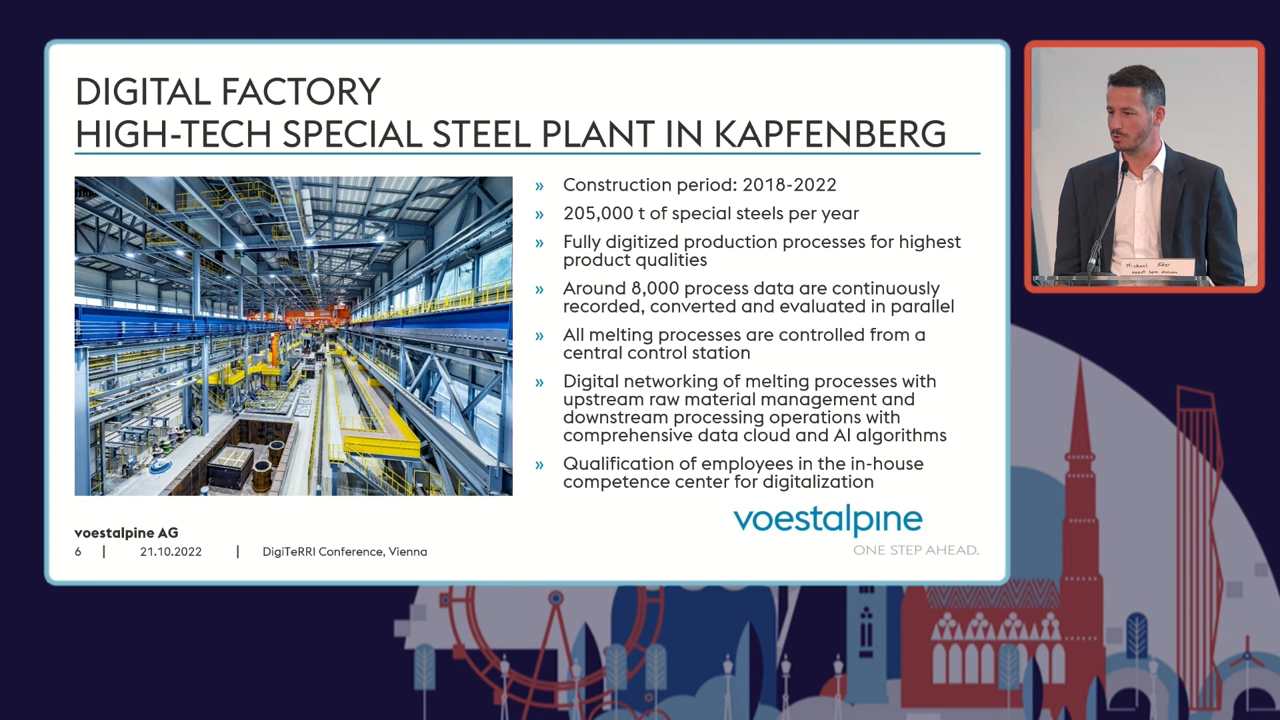 DIGITAL FACTORY
HIGH-TECH SPECIAL STEEL PLANT IN KAPFENBERG
» Construction period: 2018-2022
» 205,000 t of special steels per year
» Fully digitized production processes for highest
product qualities
» Around 8,000 process data are continuously
recorded, converted and evaluated in parallel
» All melting processes are controlled from a
central control station
» Digital networking of melting processes with
upstream raw material management and
downstream processing operations with
comprehensive data cloud and AI algorithms
» Qualification of employees in the in-house
competence center for digitalization
voestalpine
ONE STEP AHEAD.
voestalpine AG
6 | 21.10.2022 | DigiTeRRI Conference, Vienna
Michael